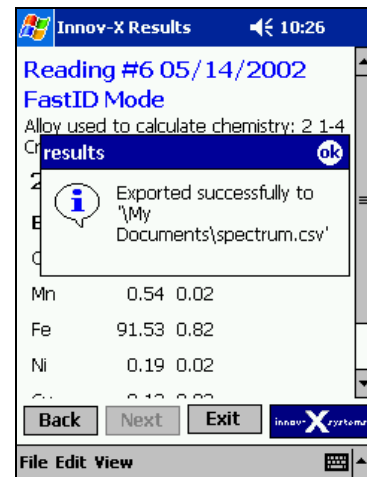 Innov-X Results 10:26
Reading #6 05/14/2002
FastID Mode
Alloy used to calculate chemistry: 2 1-4
results ok
Exported successfully to
'\My
Documents\spectrum.csv'
Mn 0.54 0.02
Fe 91.53 0.82
Ni 0.19 0.02
Back Next Exit innov-X systems
File Edit View